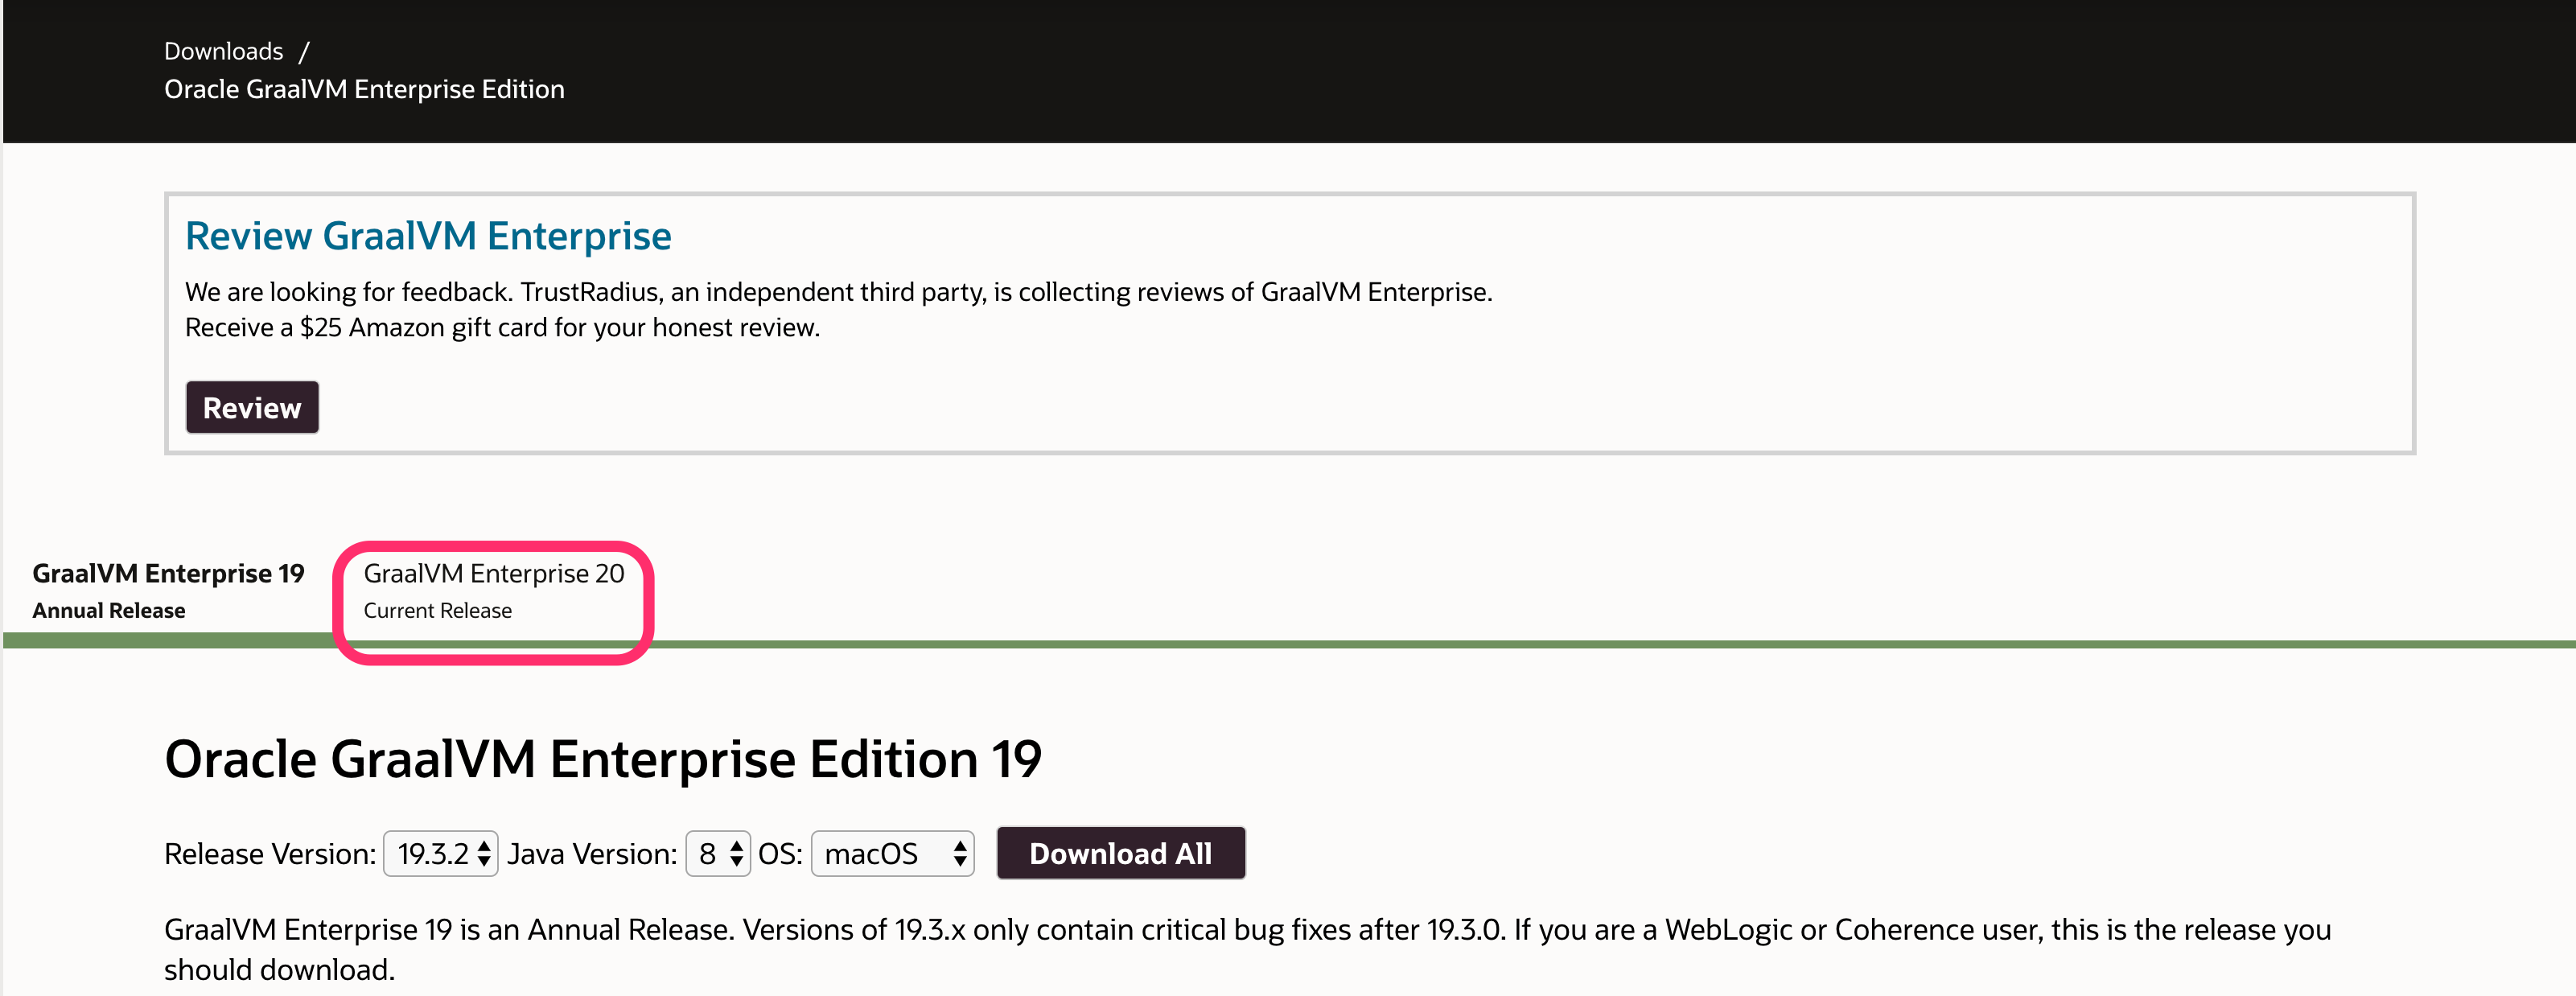 Downloads /
Oracle GraalVM Enterprise Edition
Review GraalVM Enterprise
We are looking for feedback. TrustRadius, an independent third party, is collecting reviews of GraalVM Enterprise.
Receive a $25 Amazon gift card for your honest review.
Review
GraalVM Enterprise 19 GraalVM Enterprise 20
Annual Release Current Release
Oracle GraalVM Enterprise Edition 19
Release Version: 19.3.2 Java Version: 8 OS: macOS Download All
GraalVM Enterprise 19 is an Annual Release. Versions of 19.3.x only contain critical bug fixes after 19.3.0. If you are a WebLogic or Coherence user, this is the release you
should download.